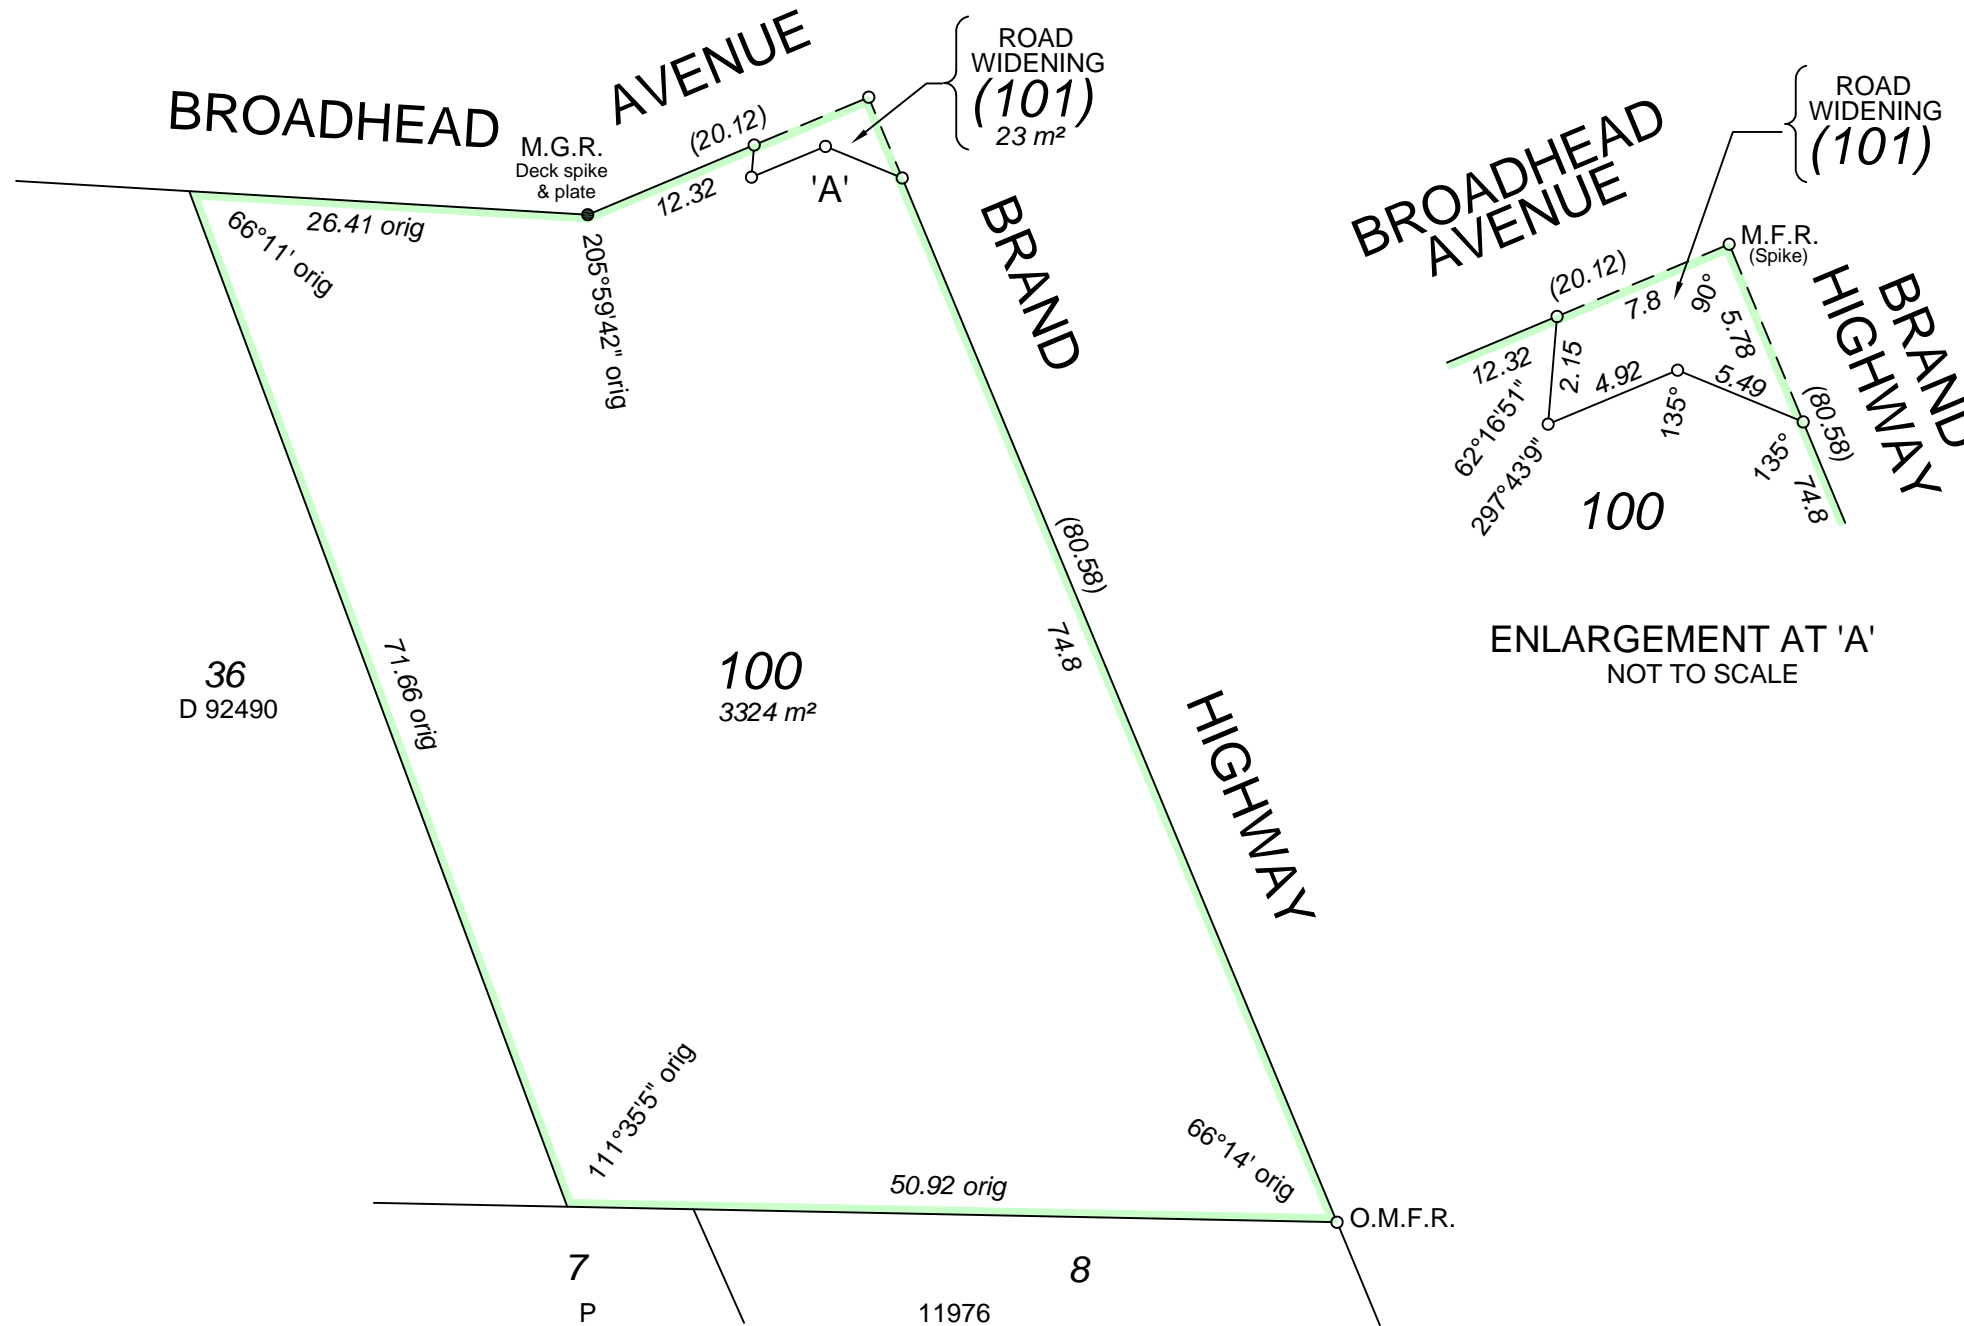 BROADHEAD
AVENUE
ROAD
WIDENING
(101)
23 m²
M.G.R.
Deck spike
& plate
(20.12)
12.32
'A'
26.41 orig
66°11' orig
205°59'42" orig
BRAND
HIGHWAY
(80.58)
74.8
71.66 orig
36
D 92490
100
3324 m²
111°35'5" orig
66°14' orig
50.92 orig
O.M.F.R.
7
8
P
11976
ROAD
WIDENING
(101)
BROADHEAD
AVENUE
M.F.R.
(Spike)
BRAND
HIGHWAY
(20.12)
7.8
90°
5.78
12.32
2.15
4.92
5.49
62°16'51"
297°43'9"
135°
135°
(80.58)
74.8
100
ENLARGEMENT AT 'A'
NOT TO SCALE